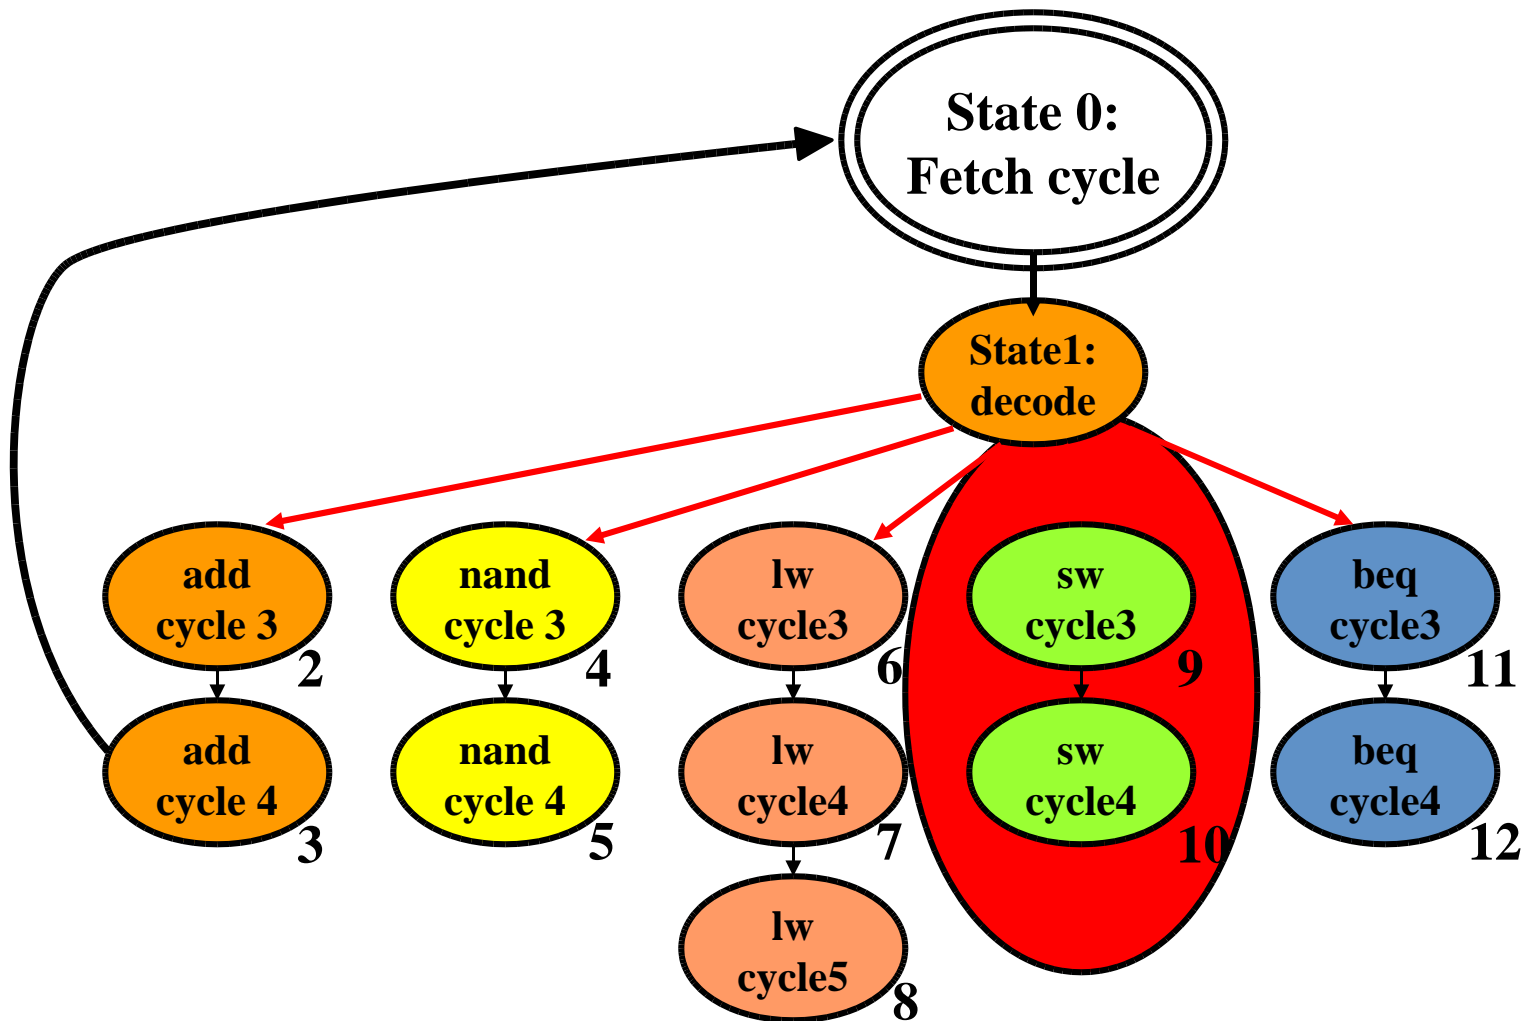 State 0:
Fetch cycle
State1:
decode
add
cycle 3
2
nand
cycle 3
4
lw
cycle3
6
sw
cycle3
9
beq
cycle3
11
add
cycle 4
3
nand
cycle 4
5
lw
cycle4
7
sw
cycle4
10
beq
cycle4
12
lw
cycle5
8